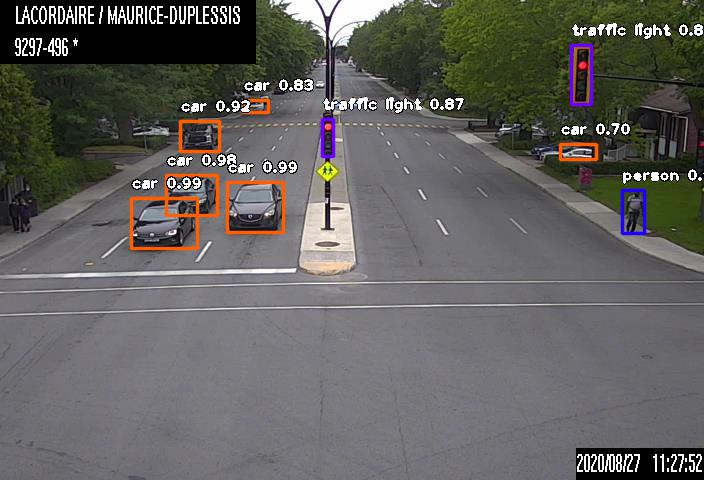 LACORDAIRE / MAURICE-DUPLESSIS
9297-496 *
traffic light 0.8
car 0.83
car 0.92
traffic light 0.87
car 0.70
car 0.98
car 0.99
car 0.99
person 0.
2020/08/27 11:27:52